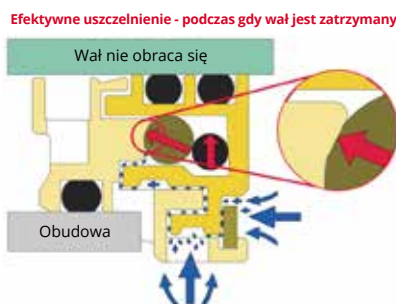 Efektywne uszczelnienie - podczas gdy wał jest zatrzymany
Wał nie obraca się
Obudowa